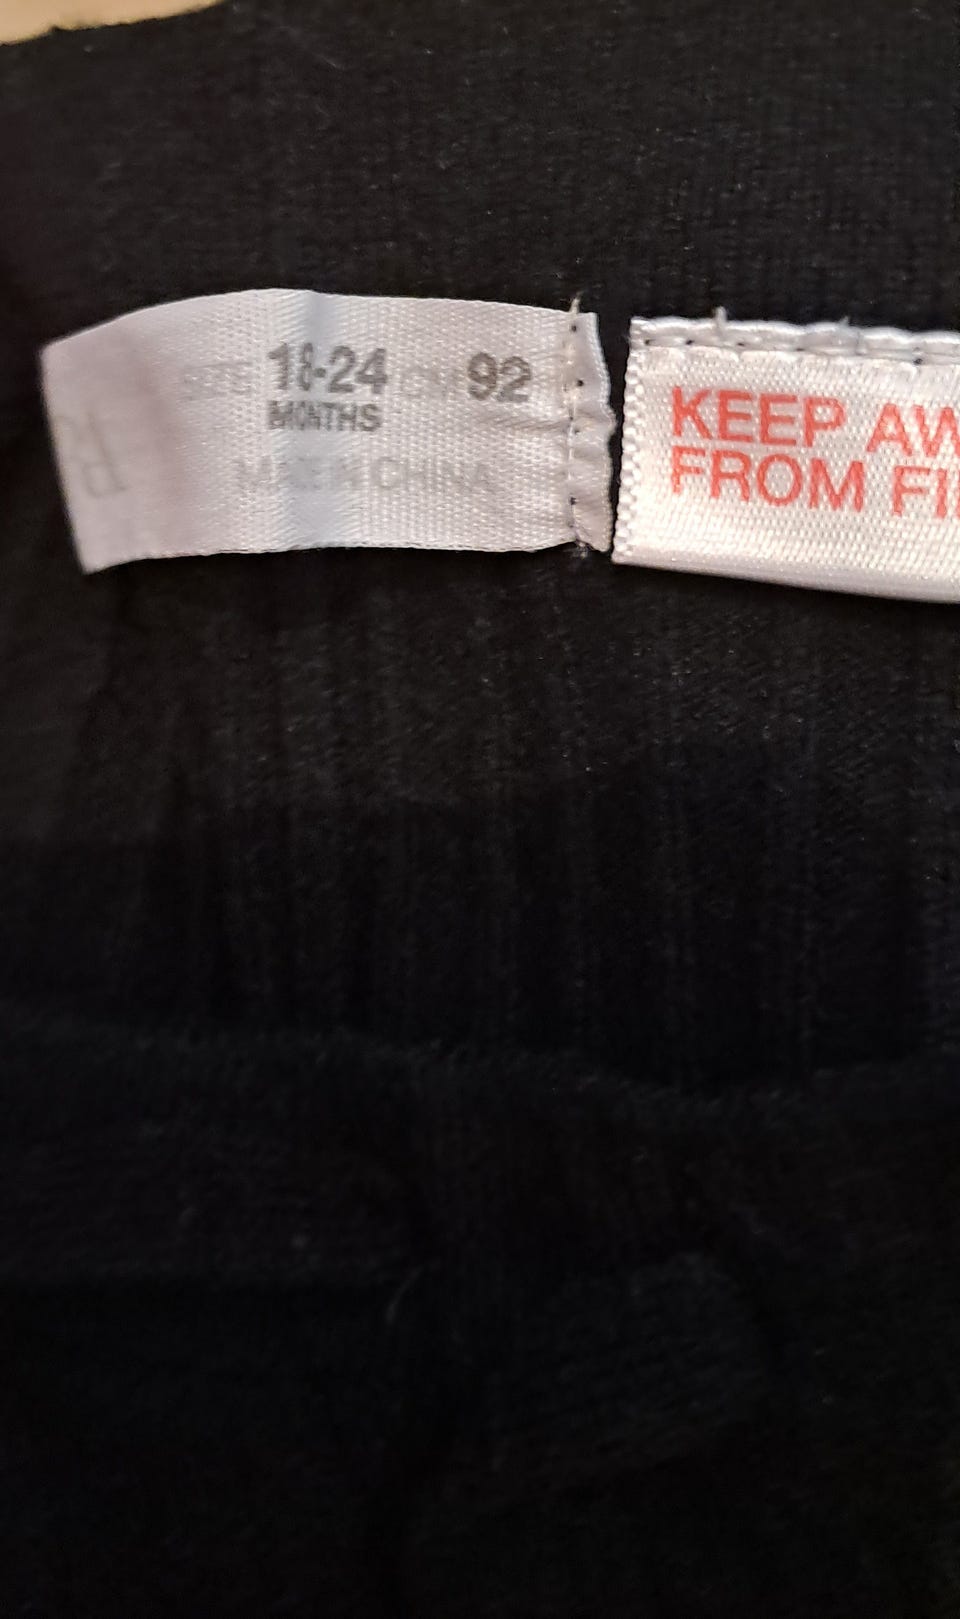 SIZE 18-24 CM 92
MONTHS
MADE IN CHINA
KEEP AW
FROM FI